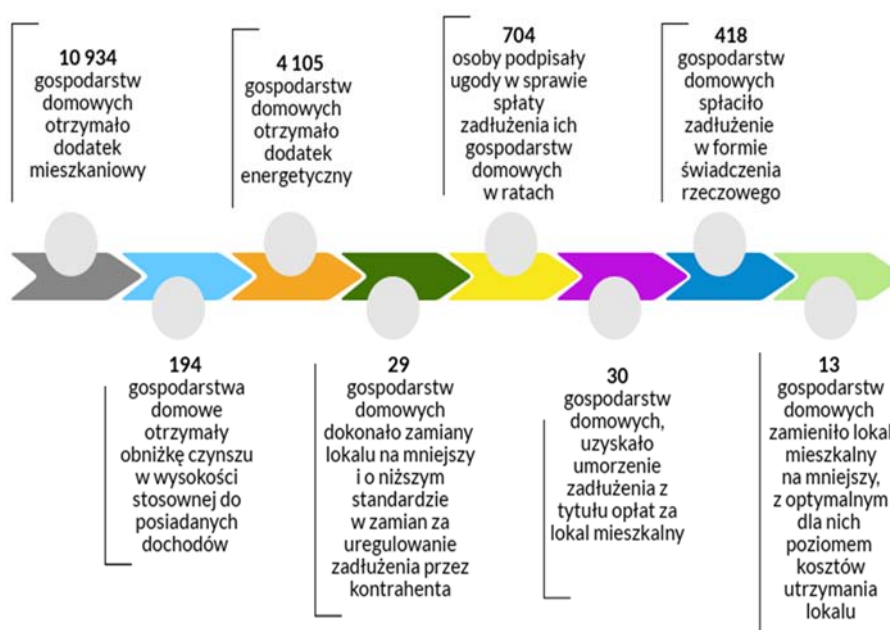 10 934
gospodarstw
domowych
otrzymało
dodatek
mieszkaniowy
4 105
gospodarstw
domowych
otrzymało
dodatek
energetyczny
704
osoby podpisały
ugody w sprawie
spłaty
zadłużenia ich
gospodarstw
domowych
w ratach
418
gospodarstw
domowych
spłaciło
zadłużenie
w formie
świadczenia
rzeczowego
194
gospodarstwa
domowe
otrzymały
obniżkę czynszu
w wysokości
stosownej do
posiadanych
dochodów
29
gospodarstw
domowych
dokonało zamiany
lokalu na mniejszy
i o niższym
standardzie
w zamian za
uregulowanie
zadłużenia przez
kontrahenta
30
gospodarstw
domowych,
uzyskało
umorzenie
zadłużenia z
tytułu opłat za
lokal mieszkalny
13
gospodarstw
domowych
zamieniło lokal
mieszkalny
na mniejszy,
z optymalnym
dla nich
poziomem
kosztów
utrzymania
lokalu